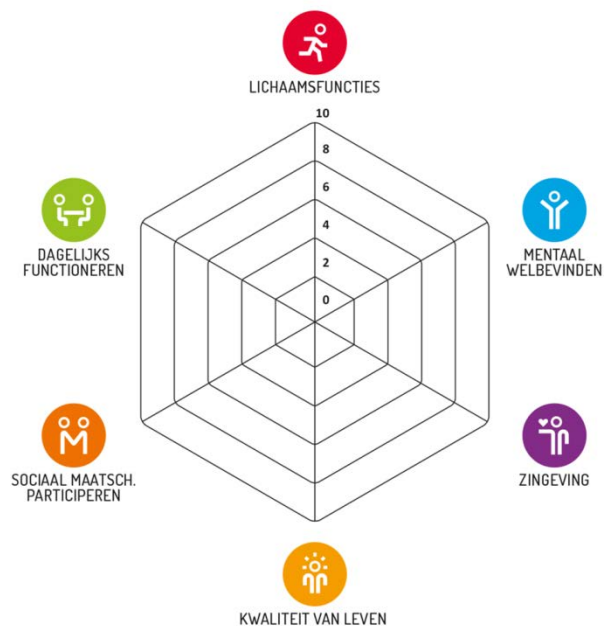 LICHAAMSFUNCTIES
10
8
6
4
2
0
DAGELIJKS
FUNCTIONEREN
MENTAAL
WELBEVINDEN
SOCIAAL MAATSCH.
PARTICIPEREN
ZINGEVING
KWALITEIT VAN LEVEN